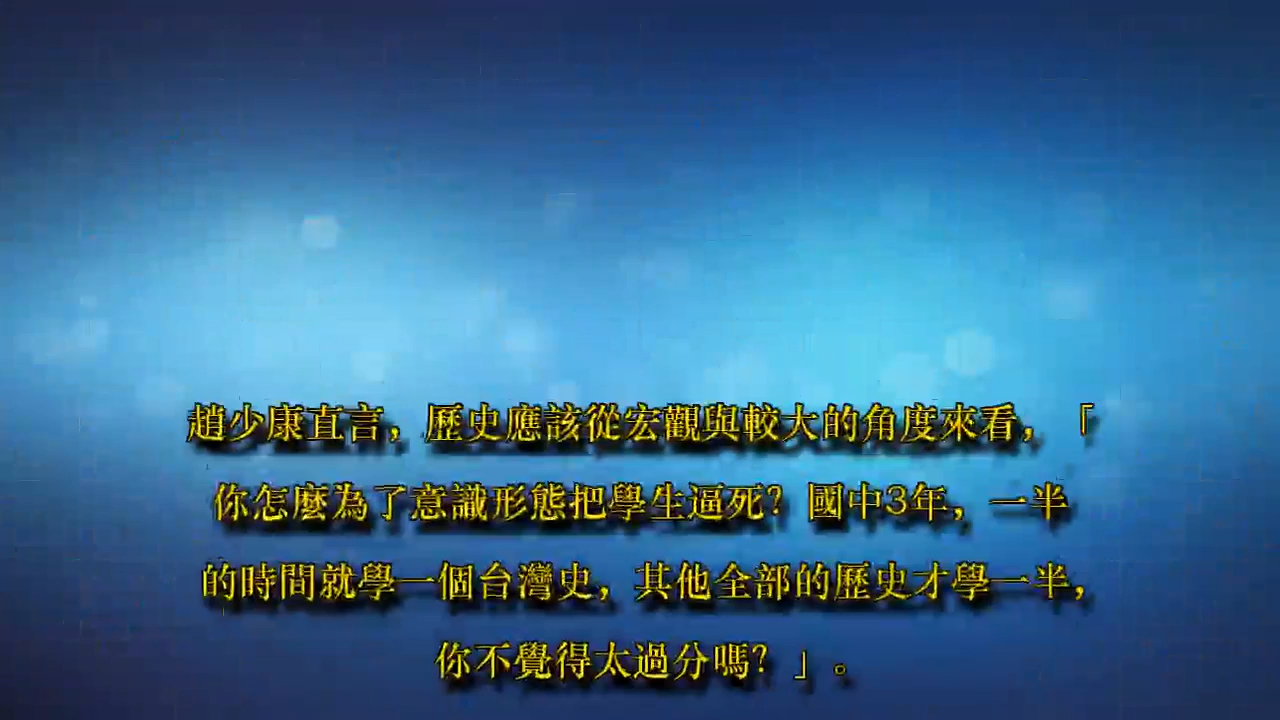 趙少康直言，歷史應該從宏觀與較大的角度來看，「
你怎麼為了意識形態把學生逼死？國中3年，一半
的時間就學一個台灣史，其他全部的歷史才學一半，
你不覺得太過分嗎？」。